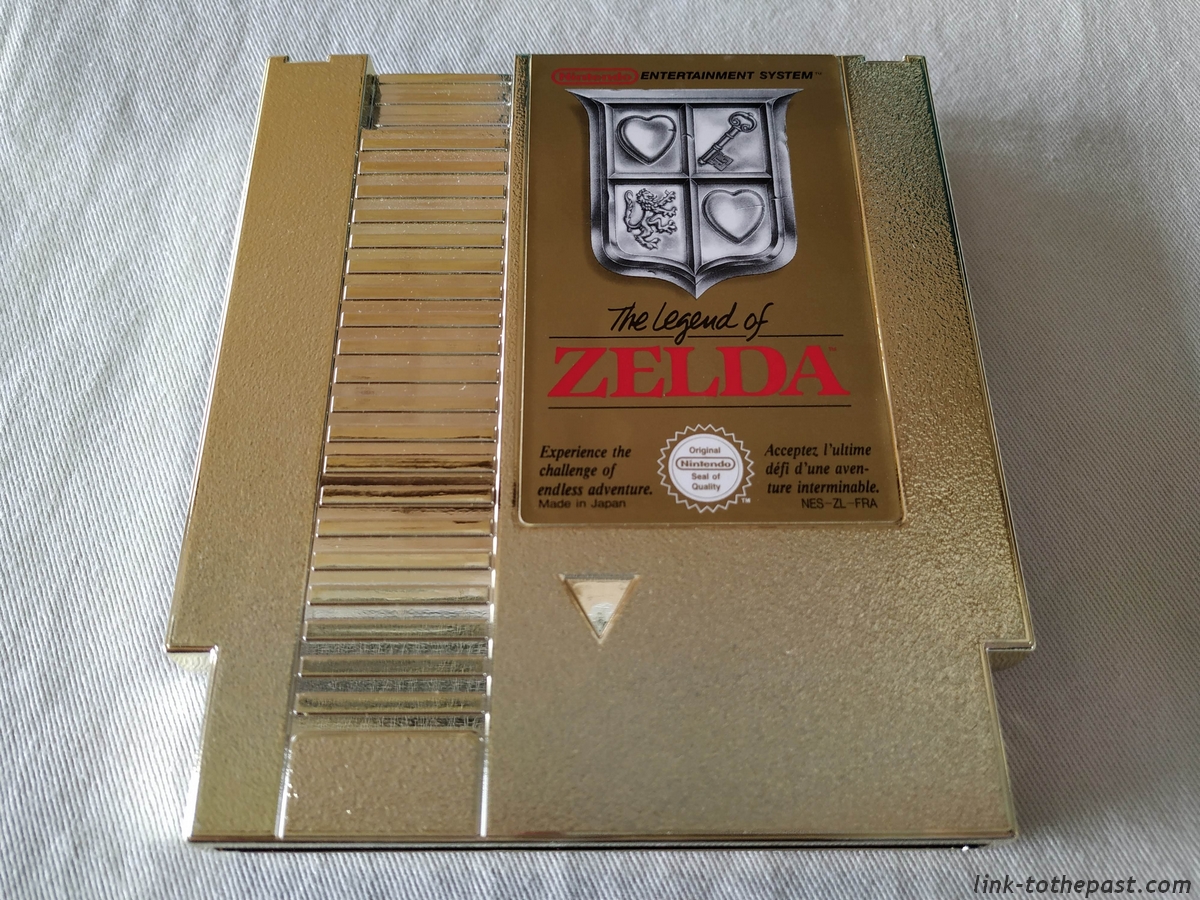 Nintendo ENTERTAINMENT SYSTEM™
The Legend of
ZELDA™
Experience the
challenge of
endless adventure.
Made in Japan
Original
Nintendo
Seal of
Quality
TM
Acceptez l'ultime
défi d'une aven-
ture interminable.
NES-ZL-FRA
link-tothepast.com